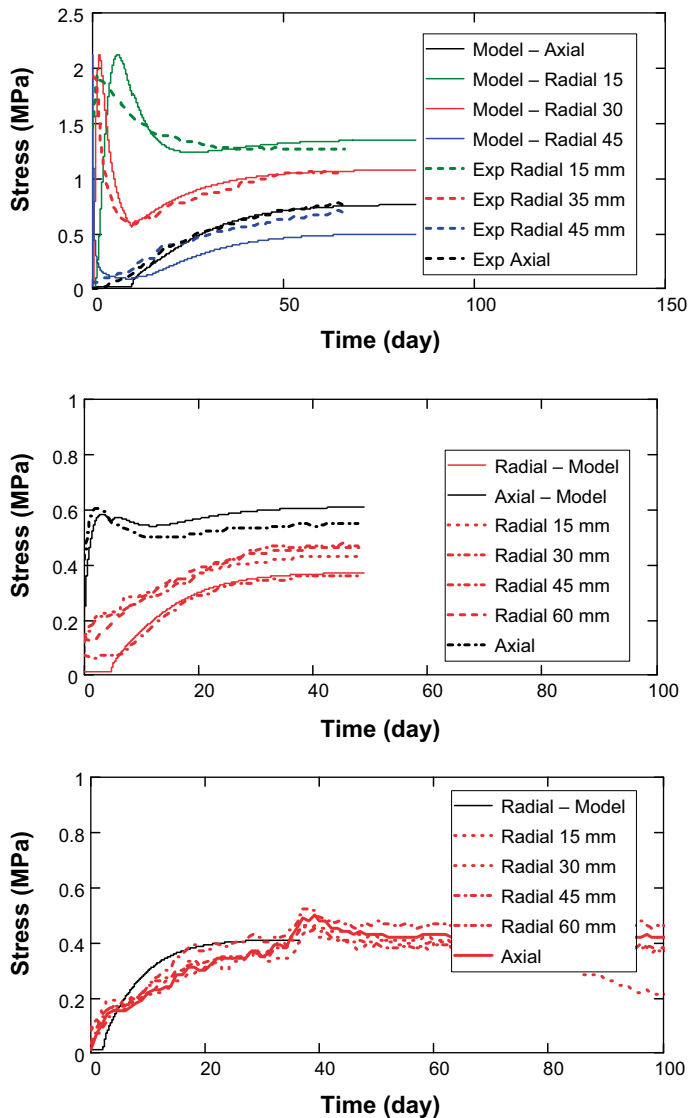 2.5
2
1.5
1
0.5
0
Stress (MPa)
Model – Axial
Model – Radial 15
Model – Radial 30
Model – Radial 45
Exp Radial 15 mm
Exp Radial 35 mm
Exp Radial 45 mm
Exp Axial
0 50 100 150
Time (day)
1
0.8
0.6
0.4
0.2
0
Stress (MPa)
Radial – Model
Axial – Model
Radial 15 mm
Radial 30 mm
Radial 45 mm
Radial 60 mm
Axial
0 20 40 60 80 100
Time (day)
1
0.8
0.6
0.4
0.2
0
Stress (MPa)
Radial – Model
Radial 15 mm
Radial 30 mm
Radial 45 mm
Radial 60 mm
Axial
0 20 40 60 80 100
Time (day)